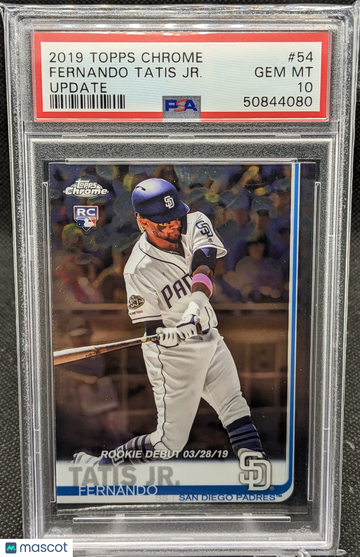 2019 TOPPS CHROME #54
FERNANDO TATIS JR. GEM MT
UPDATE 10
PSA 50844080
Topps
Chrome
RC
SD
PAD
ROOKIE DEBUT 03/28/19
TATIS JR.
FERNANDO
SD
SAN DIEGO PADRES
mascot